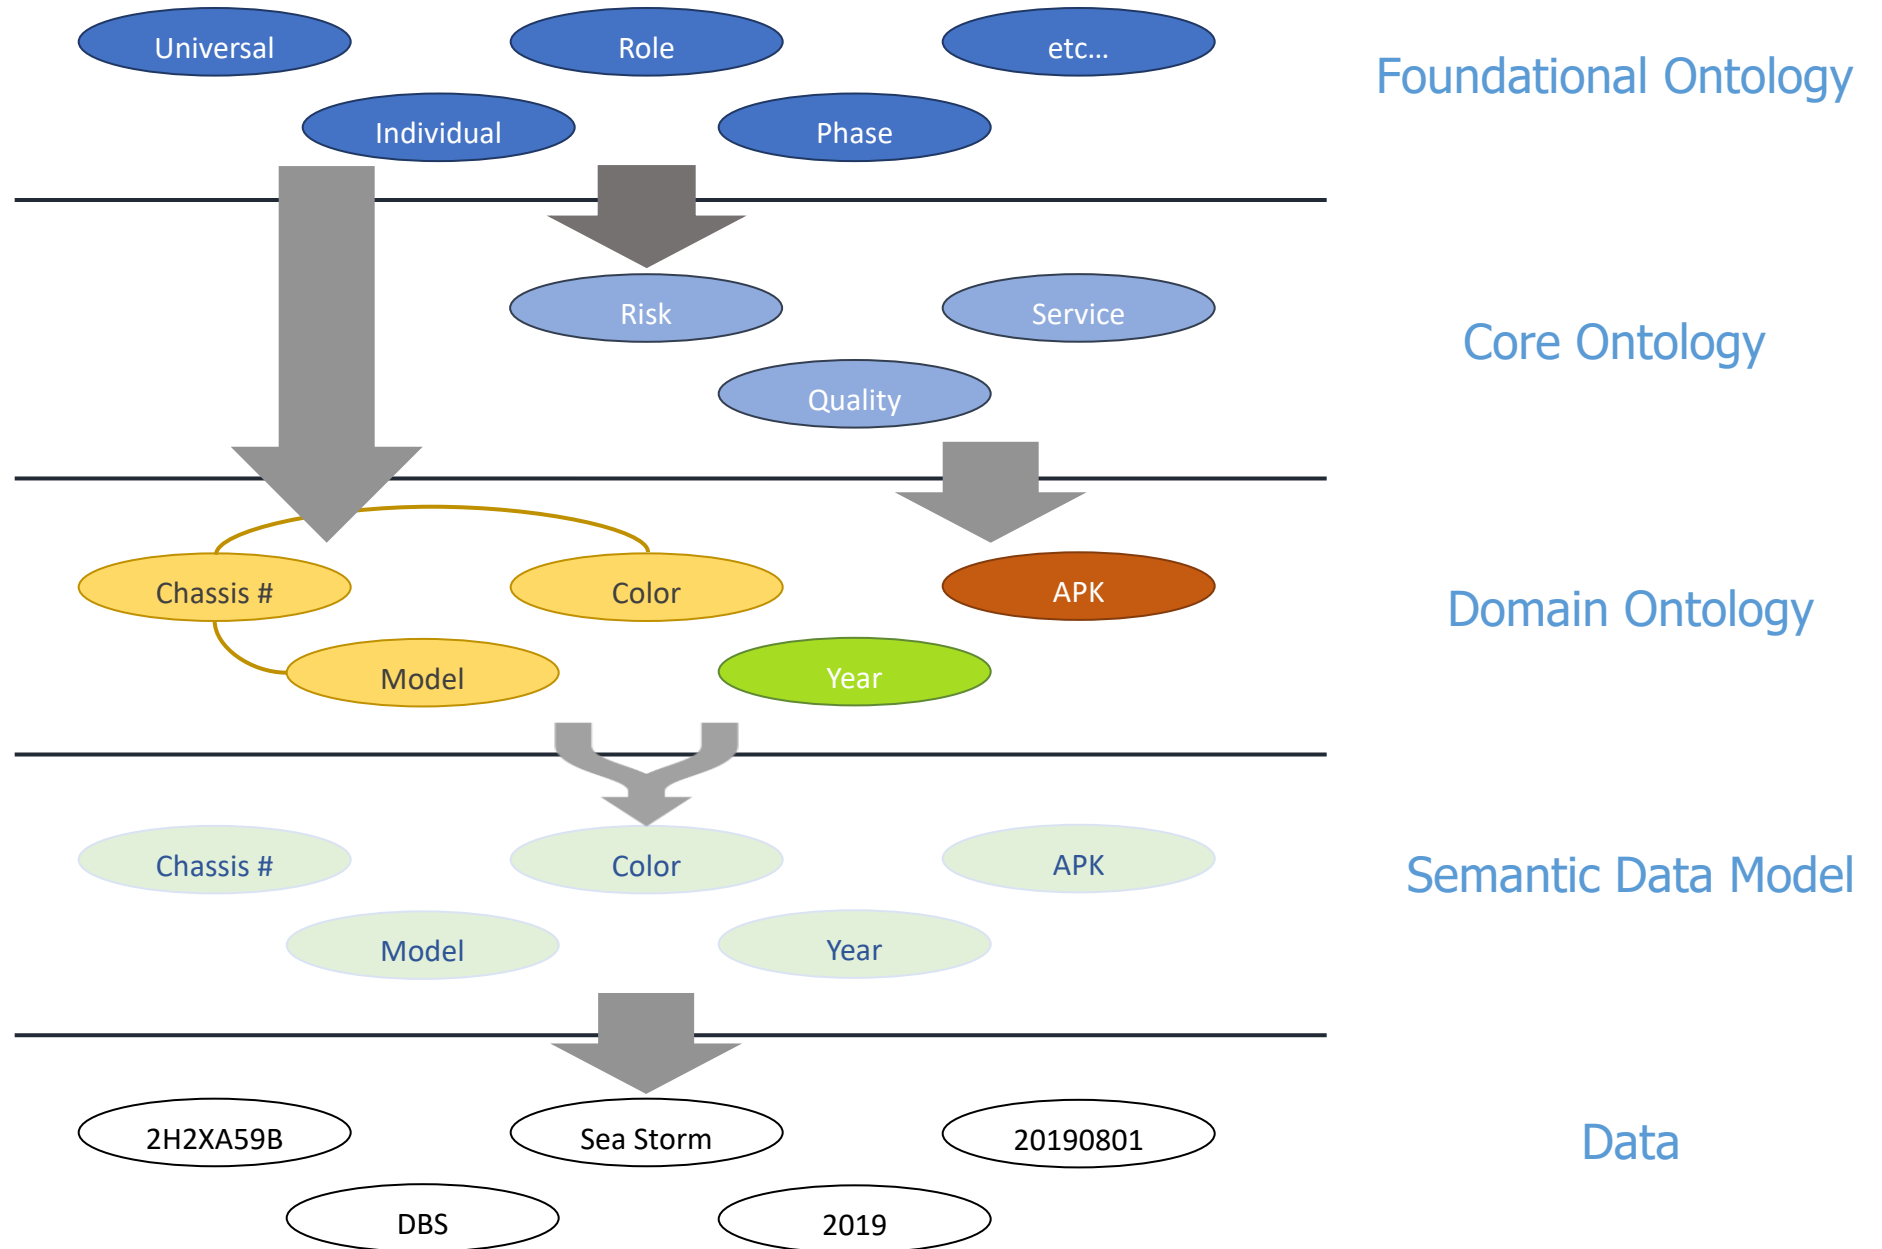 Universal
Role
etc...
Foundational Ontology
Individual
Phase
Risk
Service
Core Ontology
Quality
Chassis #
Color
APK
Domain Ontology
Model
Year
Chassis #
Color
APK
Semantic Data Model
Model
Year
2H2XA59B
Sea Storm
20190801
Data
DBS
2019